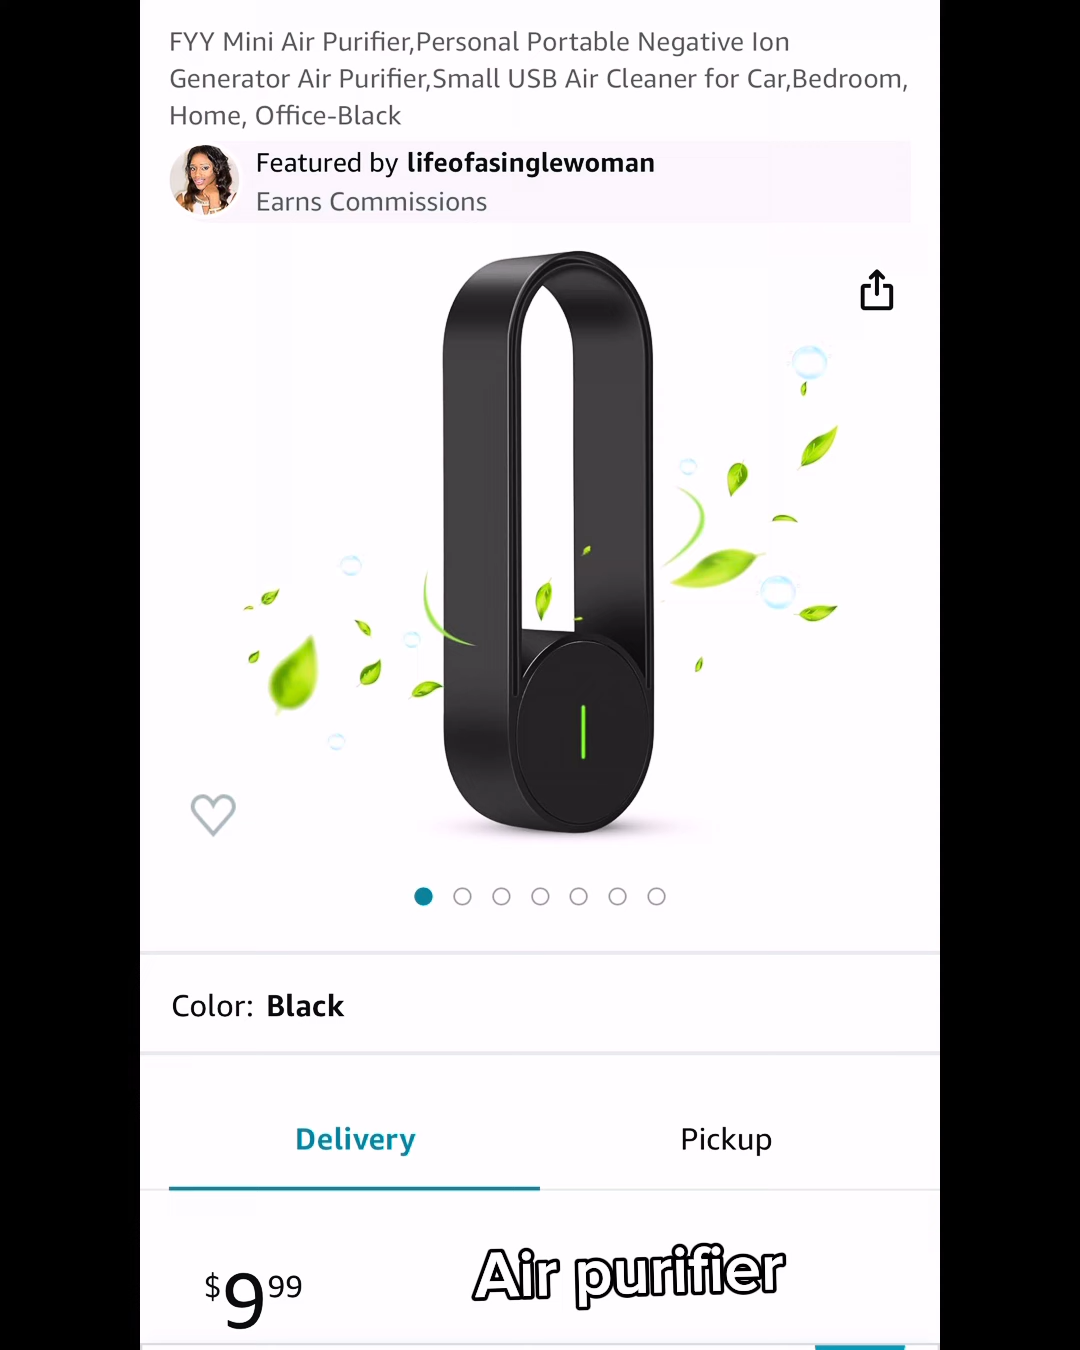 FYY Mini Air Purifier,Personal Portable Negative Ion
Generator Air Purifier,Small USB Air Cleaner for Car,Bedroom,
Home, Office-Black
Featured by lifeofasinglewoman
Earns Commissions
Color: Black
Delivery Pickup
$9.99
Air purifier